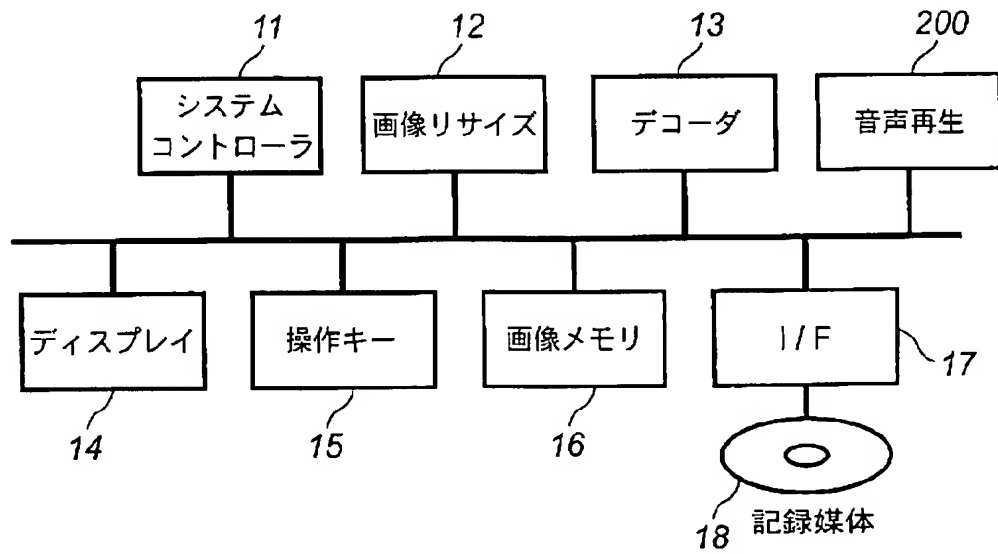 11
12
13
200
システム
コントローラ
画像リサイズ
デコーダ
音声再生
ディスプレイ
操作キー
画像メモリ
I/F
17
14
15
16
18
記録媒体